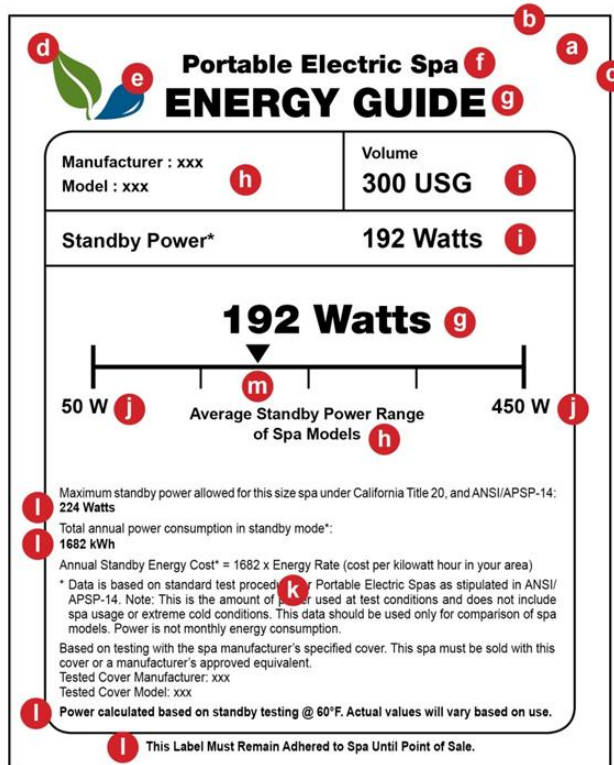 b
a
d
e
Portable Electric Spa f
ENERGY GUIDE g
Manufacturer : xxx
Model : xxx
h
Volume
300 USG i
Standby Power* 192 Watts i
192 Watts g
m
50 W j
450 W j
Average Standby Power Range
of Spa Models h
Maximum standby power allowed for this size spa under California Title 20, and ANSI/APSP-14:
l 224 Watts
Total annual power consumption in standby mode*:
l 1682 kWh
Annual Standby Energy Cost* = 1682 x Energy Rate (cost per kilowatt hour in your area)
* Data is based on standard test k Portable Electric Spas as stipulated in ANSI/
APSP-14. Note: This is the amount of used at test conditions and does not include
spa usage or extreme cold conditions. This data should be used only for comparison of spa
models. Power is not monthly energy consumption.
Based on testing with the spa manufacturer's specified cover. This spa must be sold with this
cover or a manufacturer's approved equivalent.
Tested Cover Manufacturer: xxx
Tested Cover Model: xxx
l Power calculated based on standby testing @ 60°F. Actual values will vary based on use.
l This Label Must Remain Adhered to Spa Until Point of Sale.